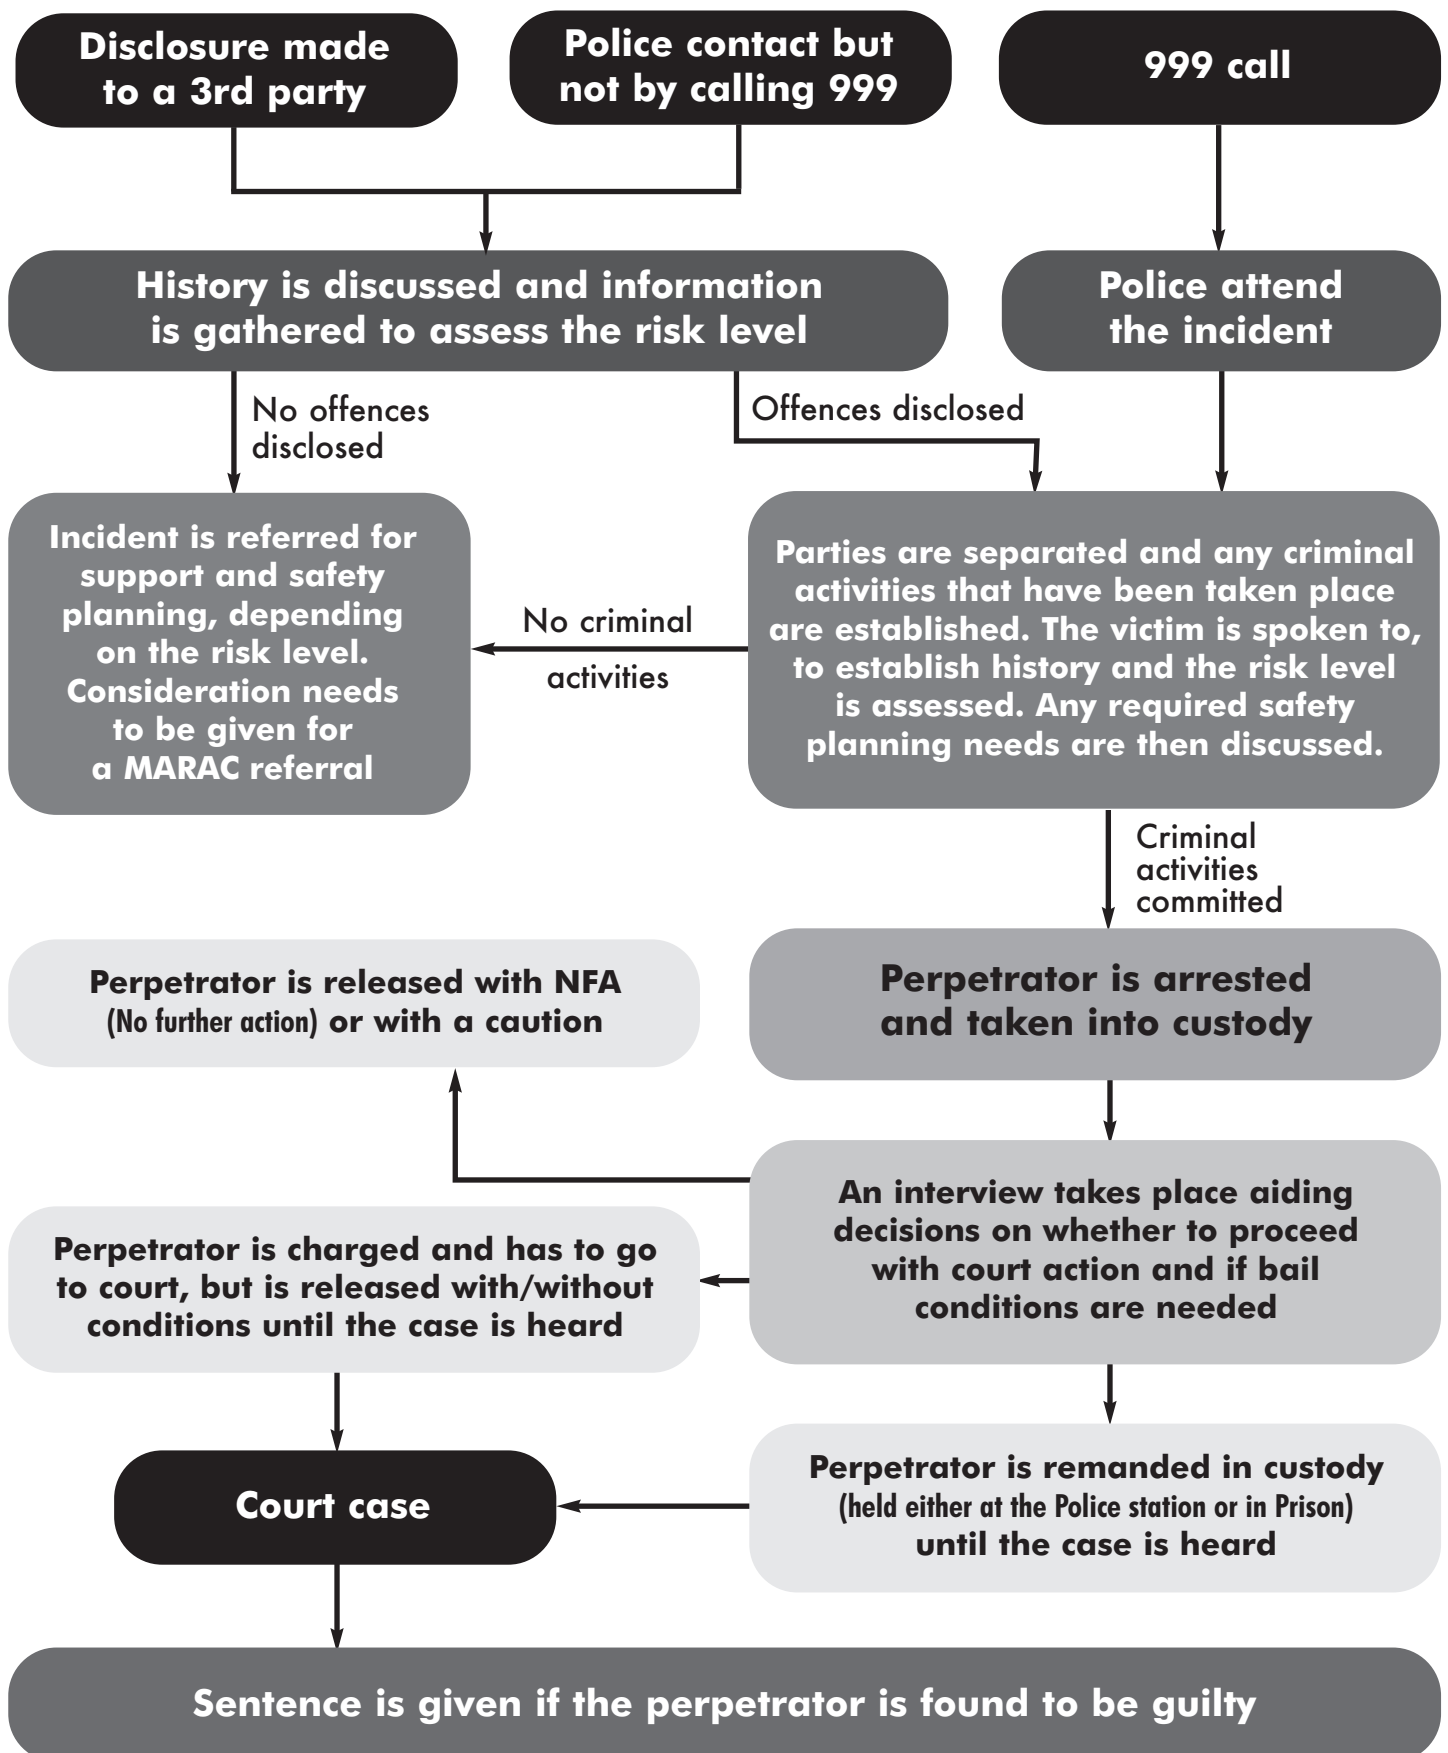 Disclosure made
to a 3rd party
Police contact but
not by calling 999
999 call
History is discussed and information
is gathered to assess the risk level
Police attend
the incident
No offences
disclosed
Offences disclosed
Incident is referred for
support and safety
planning, depending
on the risk level.
Consideration needs
to be given for
a MARAC referral
No criminal
activities
Parties are separated and any criminal
activities that have been taken place
are established. The victim is spoken to,
to establish history and the risk level
is assessed. Any required safety
planning needs are then discussed.
Criminal
activities
committed
Perpetrator is released with NFA
(No further action) or with a caution
Perpetrator is arrested
and taken into custody
An interview takes place aiding
decisions on whether to proceed
with court action and if bail
conditions are needed
Perpetrator is charged and has to go
to court, but is released with/without
conditions until the case is heard
Court case
Perpetrator is remanded in custody
(held either at the Police station or in Prison)
until the case is heard
Sentence is given if the perpetrator is found to be guilty